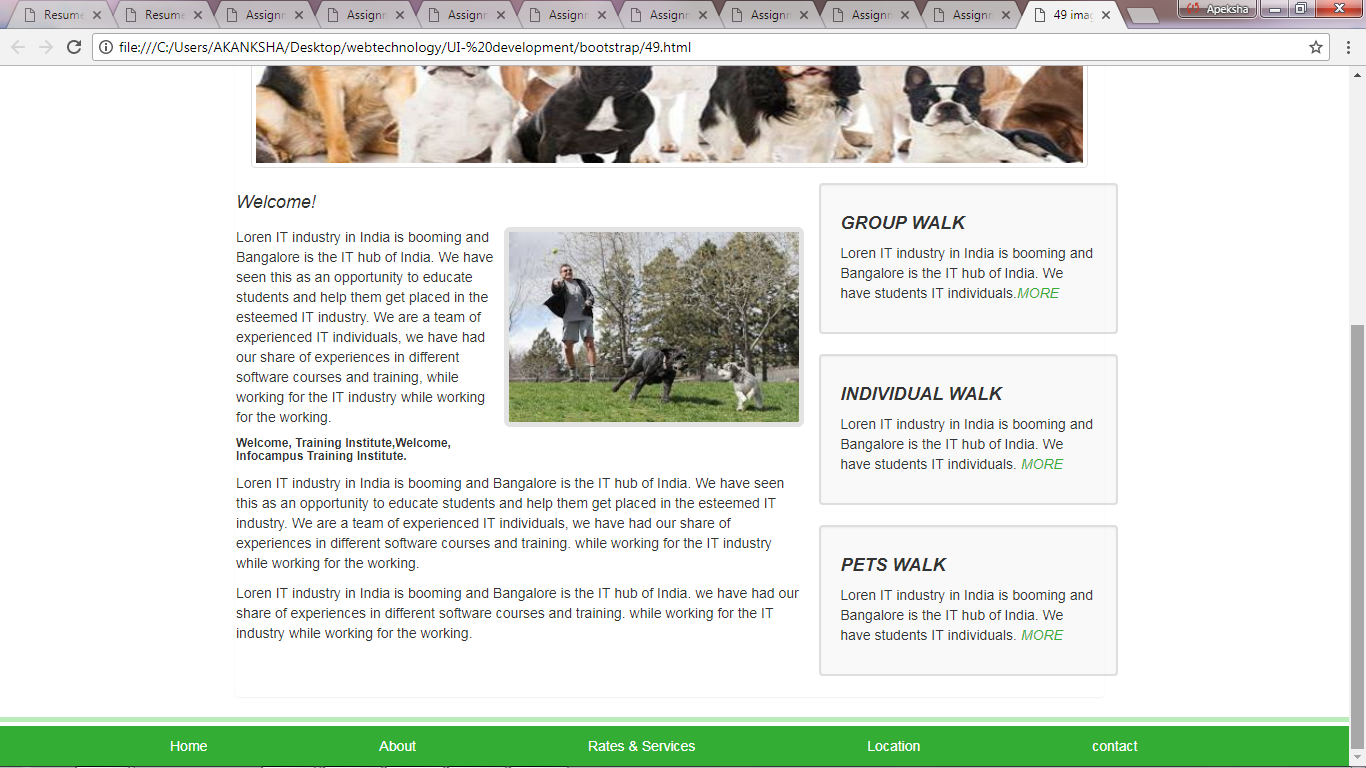 Resume
Resume
Assignn
Assignn
Assignn
Assignn
Assignn
Assignn
Assignn
Assignn
49 imag
Apeksha
file:///C:/Users/AKANKSHA/Desktop/webtechnology/UI-%20development/bootstrap/49.html
Welcome!
Loren IT industry in India is booming and
Bangalore is the IT hub of India. We have
seen this as an opportunity to educate
students and help them get placed in the
esteemed IT industry. We are a team of
experienced IT individuals, we have had
our share of experiences in different
software courses and training, while
working for the IT industry while working
for the working.
Welcome, Training Institute,Welcome,
Infocampus Training Institute.
Loren IT industry in India is booming and Bangalore is the IT hub of India. We have seen
this as an opportunity to educate students and help them get placed in the esteemed IT
industry. We are a team of experienced IT individuals, we have had our share of
experiences in different software courses and training. while working for the IT industry
while working for the working.
Loren IT industry in India is booming and Bangalore is the IT hub of India. we have had our
share of experiences in different software courses and training. while working for the IT
industry while working for the working.
GROUP WALK
Loren IT industry in India is booming and
Bangalore is the IT hub of India. We
have students IT individuals.MORE
INDIVIDUAL WALK
Loren IT industry in India is booming and
Bangalore is the IT hub of India. We
have students IT individuals. MORE
PETS WALK
Loren IT industry in India is booming and
Bangalore is the IT hub of India. We
have students IT individuals. MORE
Home About Rates & Services Location contact